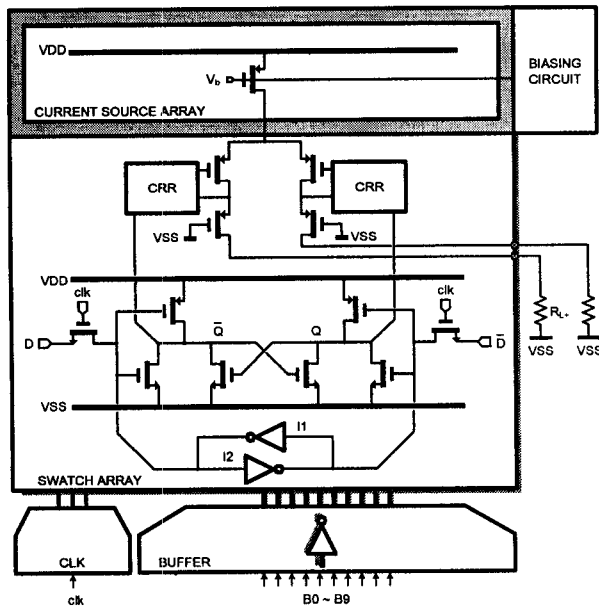 VDD
BIASING
CIRCUIT
Vb
CURRENT SOURCE ARRAY
CRR
CRR
VSS
VSS
VDD
clk
clk
Q̅
Q
RL+
D
D̅
VSS
VSS
VSS
I1
I2
SWATCH ARRAY
CLK
BUFFER
clk
B0 ~ B9